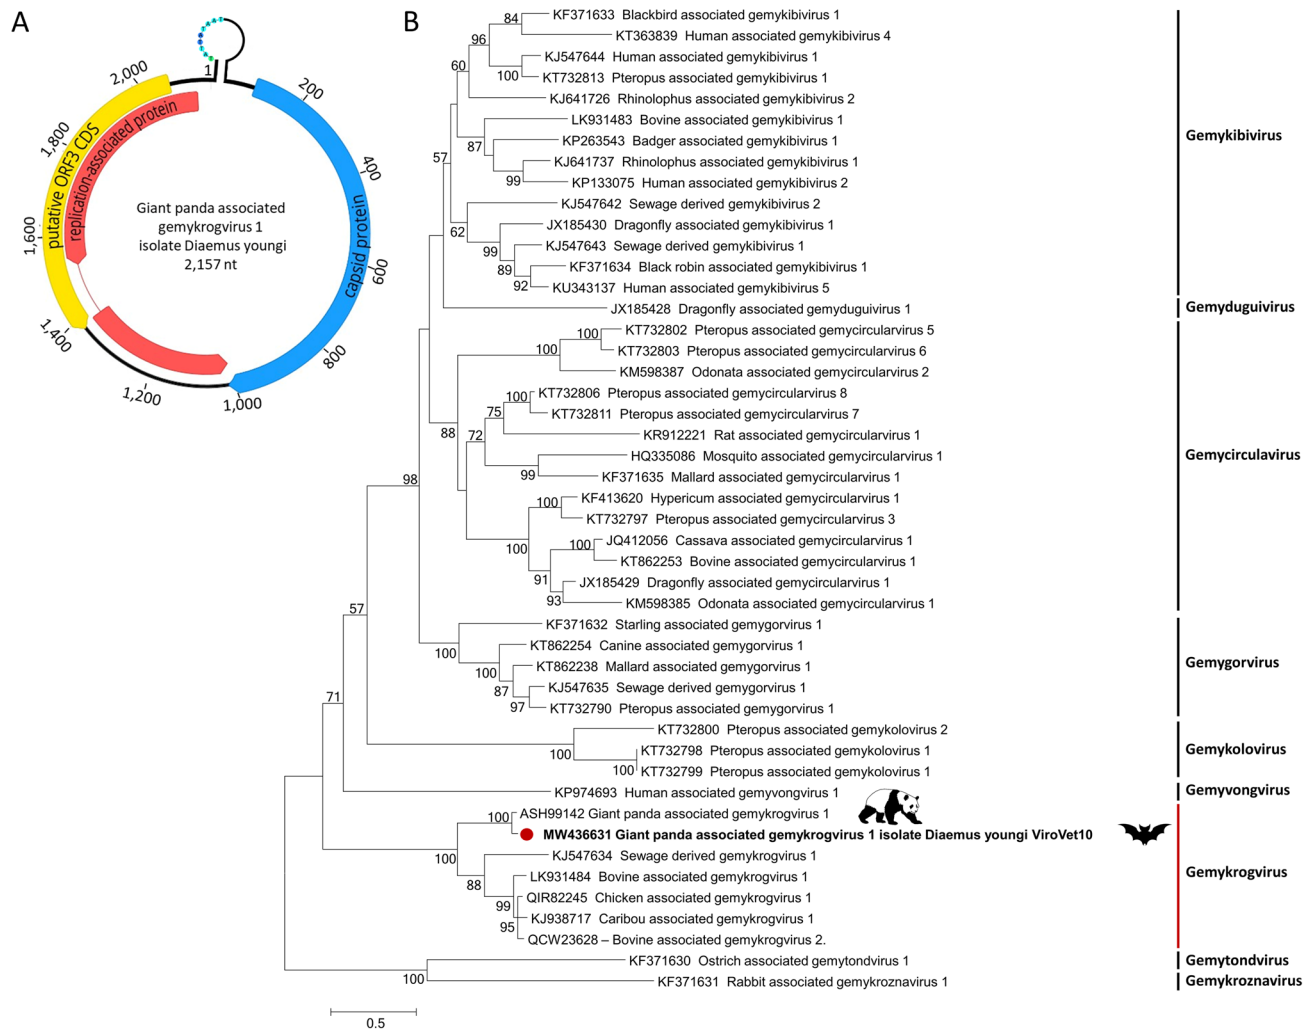 A
TAATATTAT
1
200
400
600
800
1,000
1,200
1,400
1,600
1,800
2,000
putative ORF3 CDS
replication-associated protein
capsid protein
Giant panda associated
gemykrogvirus 1
isolate Diaemus youngi
2,157 nt
B
KF371633 Blackbird associated gemykibivirus 1
84
KT363839 Human associated gemykibivirus 4
96
KJ547644 Human associated gemykibivirus 1
60
100
KT732813 Pteropus associated gemykibivirus 1
KJ641726 Rhinolophus associated gemykibivirus 2
LK931483 Bovine associated gemykibivirus 1
Gemykibivirus
KP263543 Badger associated gemykibivirus 1
87
57
KJ641737 Rhinolophus associated gemykibivirus 1
99
KP133075 Human associated gemykibivirus 2
KJ547642 Sewage derived gemykibivirus 2
JX185430 Dragonfly associated gemykibivirus 1
62
KJ547643 Sewage derived gemykibivirus 1
99
KF371634 Black robin associated gemykibivirus 1
89
KU343137 Human associated gemykibivirus 5
92
JX185428 Dragonfly associated gemyduguivirus 1
Gemyduguivirus
KT732802 Pteropus associated gemycircularvirus 5
100
KT732803 Pteropus associated gemycircularvirus 6
100
KM598387 Odonata associated gemycircularvirus 2
KT732806 Pteropus associated gemycircularvirus 8
100
KT732811 Pteropus associated gemycircularvirus 7
75
88
72
KR912221 Rat associated gemycircularvirus 1
HQ335086 Mosquito associated gemycircularvirus 1
Gemycirculavirus
99
KF371635 Mallard associated gemycircularvirus 1
98
KF413620 Hypericum associated gemycircularvirus 1
100
KT732797 Pteropus associated gemycircularvirus 3
JQ412056 Cassava associated gemycircularvirus 1
100
100
KT862253 Bovine associated gemycircularvirus 1
91
JX185429 Dragonfly associated gemycircularvirus 1
93
KM598385 Odonata associated gemycircularvirus 1
57
KF371632 Starling associated gemygorvirus 1
KT862254 Canine associated gemygorvirus 1
100
KT862238 Mallard associated gemygorvirus 1
Gemygorvirus
100
KJ547635 Sewage derived gemygorvirus 1
87
KT732790 Pteropus associated gemygorvirus 1
97
71
KT732800 Pteropus associated gemykolovirus 2
KT732798 Pteropus associated gemykolovirus 1
Gemykolovirus
100
KT732799 Pteropus associated gemykolovirus 1
100
KP974693 Human associated gemyvongvirus 1
Gemyvongvirus
ASH99142 Giant panda associated gemykrogvirus 1
100
MW436631 Giant panda associated gemykrogvirus 1 isolate Diaemus youngi ViroVet10
KJ547634 Sewage derived gemykrogvirus 1
100
LK931484 Bovine associated gemykrogvirus 1
Gemykrogvirus
88
QIR82245 Chicken associated gemykrogvirus 1
99
KJ938717 Caribou associated gemykrogvirus 1
95
QCW23628 – Bovine associated gemykrogvirus 2.
KF371630 Ostrich associated gemytondvirus 1
Gemytondvirus
100
KF371631 Rabbit associated gemykroznavirus 1
Gemykroznavirus
0.5